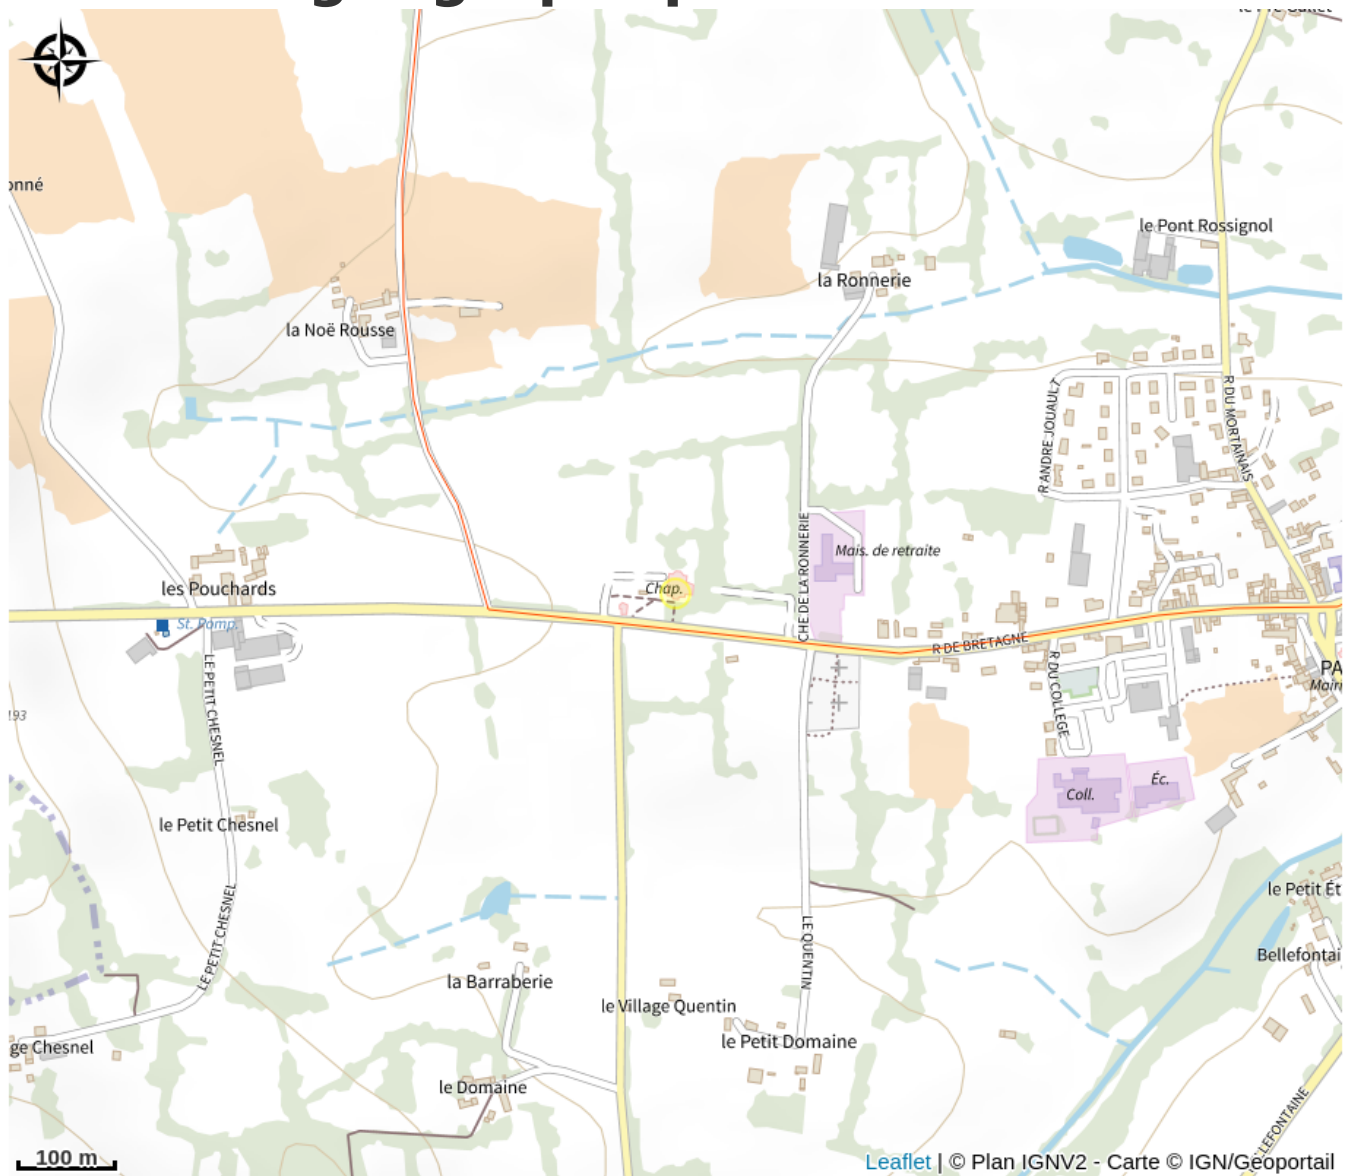 le Pont Rossignol
la Ronnerie
la Noë Rousse
R ANDRE JOUAULT
R DU MORTAINAIS
CHE DE LA RONNERIE
Mais. de retraite
les Pouchards
Chap.
St. Pomp.
R DE BRETAGNE
R DU COLLEGE
LE PETIT CHESNEL
193
PA
Coll.
Éc.
le Petit Chesnel
le Petit Ét
LE PETIT CHESNEL
LE QUENTIN
Bellefontai
la Barraberie
le Village Quentin
ge Chesnel
le Petit Domaine
le Domaine
LLEFONTAINE
100 m
Leaflet | © Plan IGNV2 - Carte © IGN/Geoportail